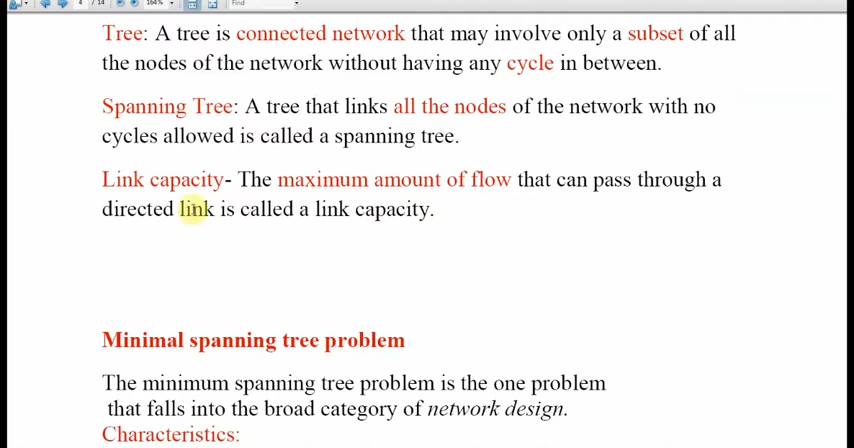 4 / 14 164% Find
Tree: A tree is connected network that may involve only a subset of all
the nodes of the network without having any cycle in between.
Spanning Tree: A tree that links all the nodes of the network with no
cycles allowed is called a spanning tree.
Link capacity- The maximum amount of flow that can pass through a
directed link is called a link capacity.
Minimal spanning tree problem
The minimum spanning tree problem is the one problem
that falls into the broad category of network design.
Characteristics: